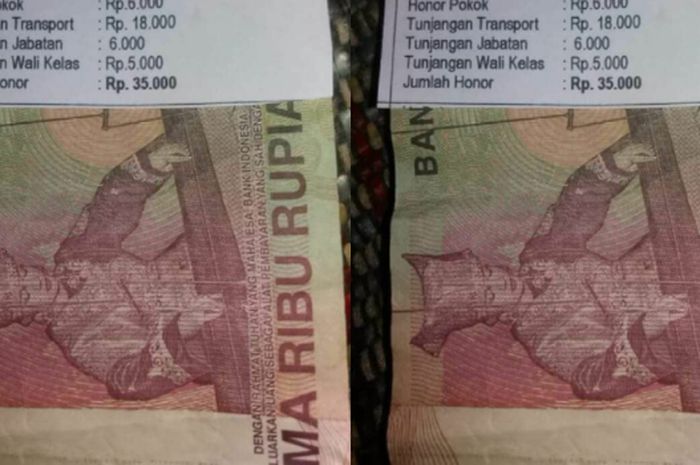 okok : Rp.6.000
n Transport : Rp. 18.000
n Jabatan : 6.000
n Wali Kelas : Rp.5.000
onor : Rp. 35.000
DENGAN RAHMAT TUHAN YANG MAHA ESA, BANK INDONESIA
LUARKAN UANG SEBAGAI ALAT PEMBAYARAN YANG SAH DENGA
MA RIBU RUPIA
Honor Pokok : Rp.6.000
Tunjangan Transport : Rp. 18.000
Tunjangan Jabatan : 6.000
Tunjangan Wali Kelas : Rp.5.000
Jumlah Honor : Rp. 35.000
BAN